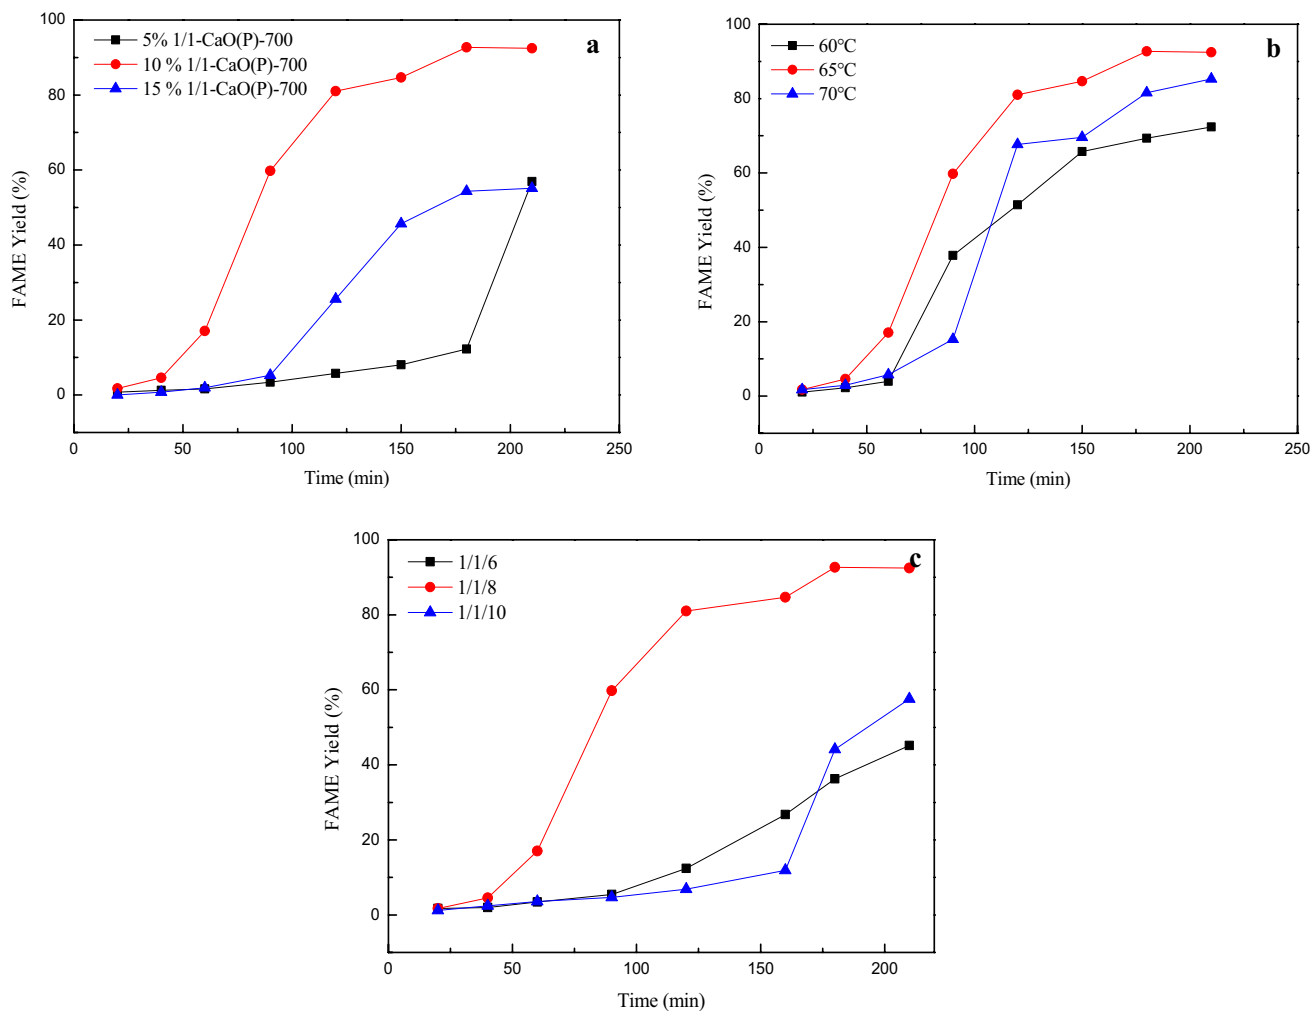 a
5% 1/1-CaO(P)-700
10 % 1/1-CaO(P)-700
15 % 1/1-CaO(P)-700
100
80
60
40
20
0
FAME Yield (%)
0 50 100 150 200 250
Time (min)
b
60℃
65℃
70℃
100
80
60
40
20
0
FAME Yield (%)
0 50 100 150 200 250
Time (min)
c
1/1/6
1/1/8
1/1/10
100
80
60
40
20
0
FAME Yield (%)
0 50 100 150 200
Time (min)